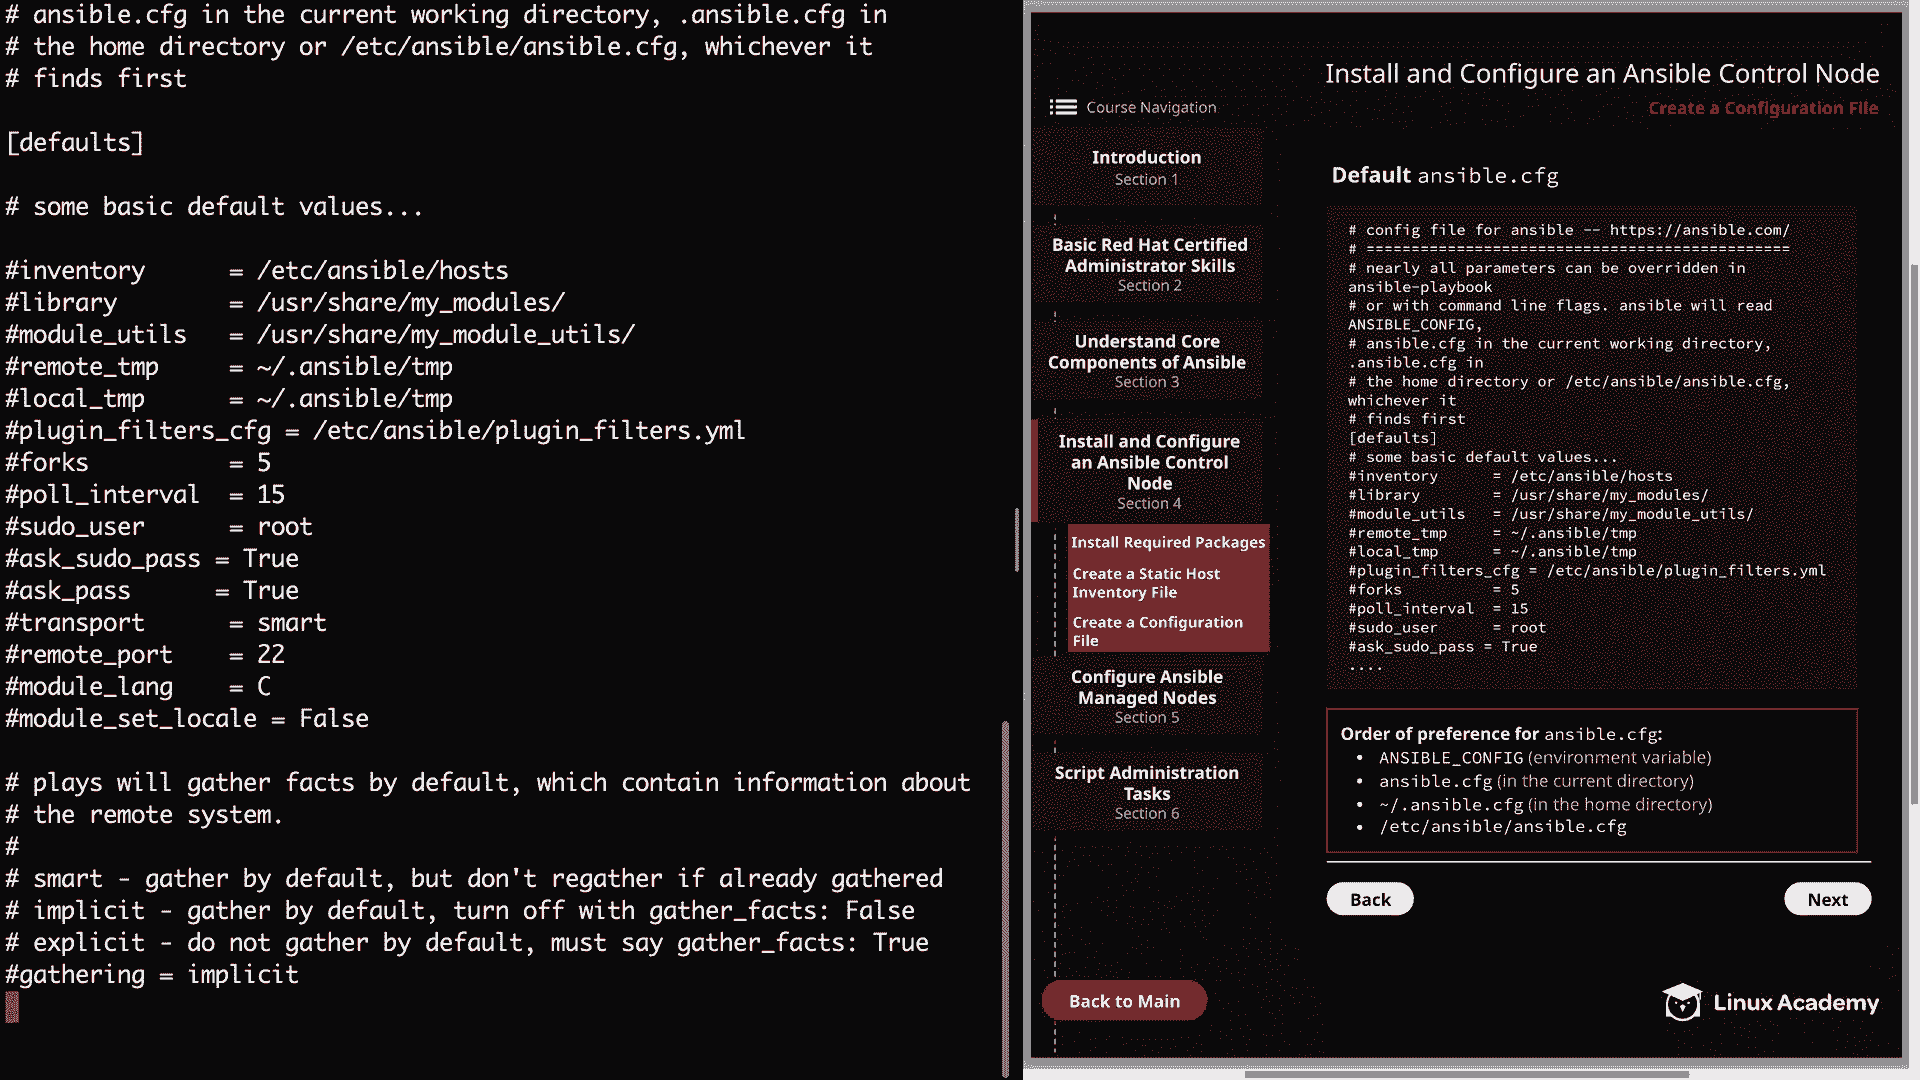 # ansible.cfg in the current working directory, .ansible.cfg in
# the home directory or /etc/ansible/ansible.cfg, whichever it
# finds first
[defaults]
# some basic default values...
#inventory      = /etc/ansible/hosts
#library        = /usr/share/my_modules/
#module_utils   = /usr/share/my_module_utils/
#remote_tmp     = ~/.ansible/tmp
#local_tmp      = ~/.ansible/tmp
#plugin_filters_cfg = /etc/ansible/plugin_filters.yml
#forks          = 5
#poll_interval  = 15
#sudo_user      = root
#ask_sudo_pass = True
#ask_pass      = True
#transport      = smart
#remote_port    = 22
#module_lang    = C
#module_set_locale = False
# plays will gather facts by default, which contain information about
# the remote system.
#
# smart - gather by default, but don't regather if already gathered
# implicit - gather by default, turn off with gather_facts: False
# explicit - do not gather by default, must say gather_facts: True
#gathering = implicit
Install and Configure an Ansible Control Node
Create a Configuration File
Course Navigation
Introduction
Section 1
Basic Red Hat Certified
Administrator Skills
Section 2
Understand Core
Components of Ansible
Section 3
Install and Configure
an Ansible Control
Node
Section 4
Install Required Packages
Create a Static Host
Inventory File
Create a Configuration
File
Configure Ansible
Managed Nodes
Section 5
Script Administration
Tasks
Section 6
Back to Main
Default ansible.cfg
# config file for ansible -- https://ansible.com/
# ===============================================
# nearly all parameters can be overridden in
ansible-playbook
# or with command line flags. ansible will read
ANSIBLE_CONFIG,
# ansible.cfg in the current working directory,
.ansible.cfg in
# the home directory or /etc/ansible/ansible.cfg,
whichever it
# finds first
[defaults]
# some basic default values...
#inventory      = /etc/ansible/hosts
#library        = /usr/share/my_modules/
#module_utils   = /usr/share/my_module_utils/
#remote_tmp     = ~/.ansible/tmp
#local_tmp      = ~/.ansible/tmp
#plugin_filters_cfg = /etc/ansible/plugin_filters.yml
#forks          = 5
#poll_interval  = 15
#sudo_user      = root
#ask_sudo_pass = True
....
Order of preference for ansible.cfg:
• ANSIBLE_CONFIG (environment variable)
• ansible.cfg (in the current directory)
• ~/.ansible.cfg (in the home directory)
• /etc/ansible/ansible.cfg
Back
Next
Linux Academy